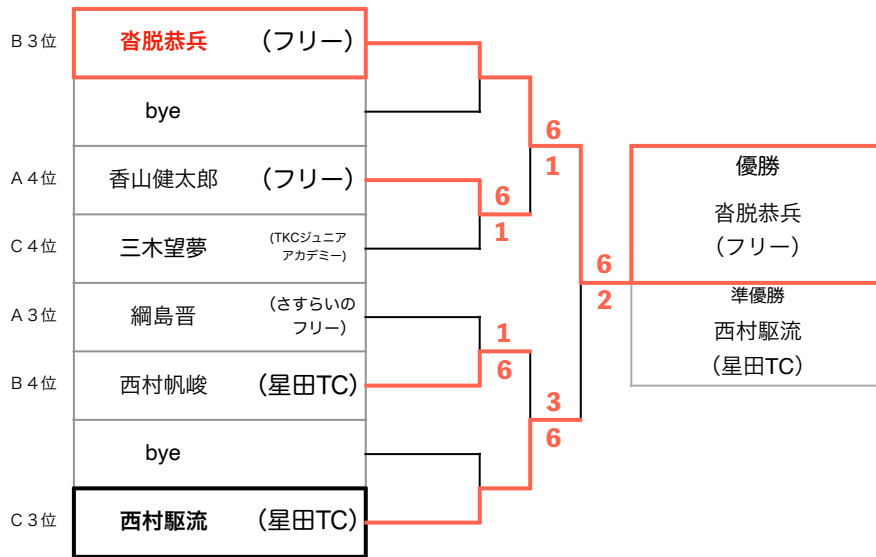 B3位 沓脱恭兵 (フリー)
bye
A4位 香山健太郎 (フリー)
C4位 三木望夢 (TKCジュニア
アカデミー)
A3位 綱島晋 (さすらいの
フリー)
B4位 西村帆峻 (星田TC)
bye
C3位 西村駆流 (星田TC)
6
1
1
6
6
1
3
6
6
2
優勝
沓脱恭兵
(フリー)
準優勝
西村駆流
(星田TC)